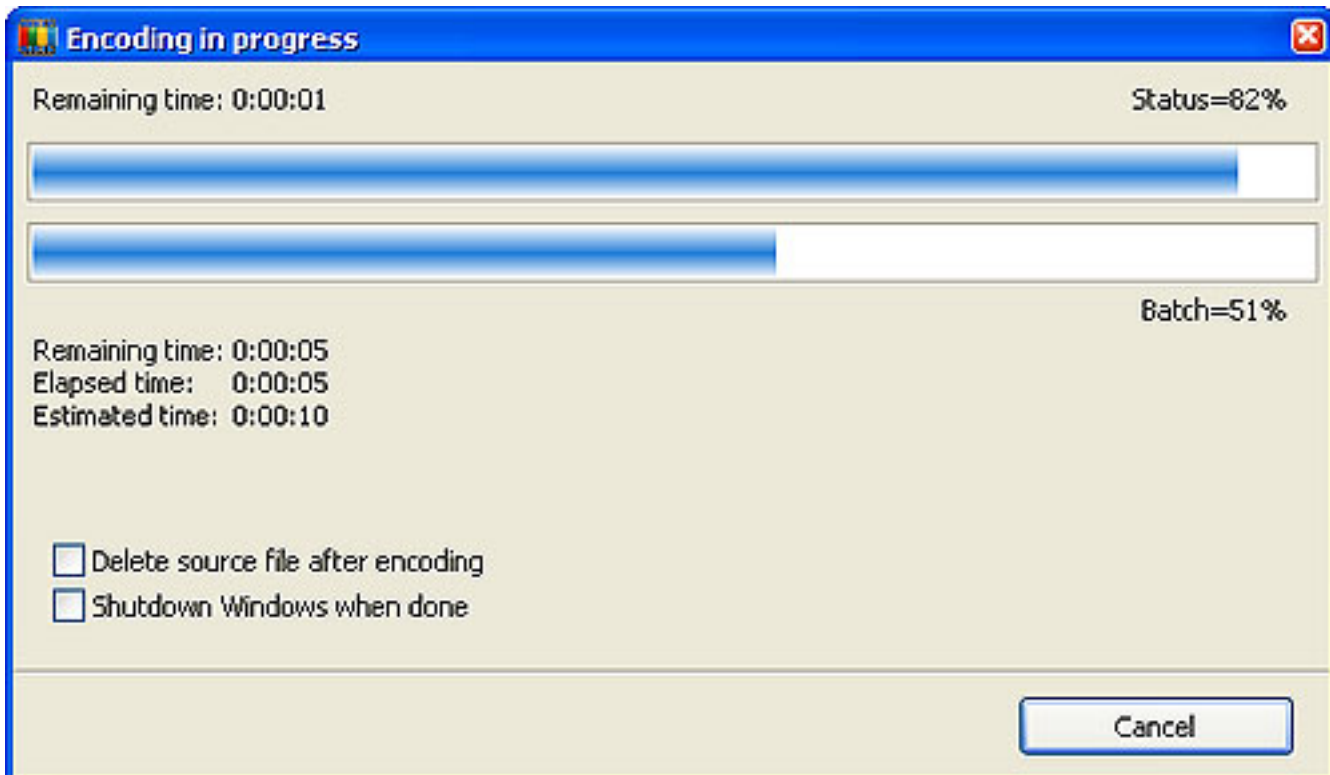 Encoding in progress
Remaining time: 0:00:01 Status=82%
Batch=51%
Remaining time: 0:00:05
Elapsed time: 0:00:05
Estimated time: 0:00:10
Delete source file after encoding
Shutdown Windows when done
Cancel